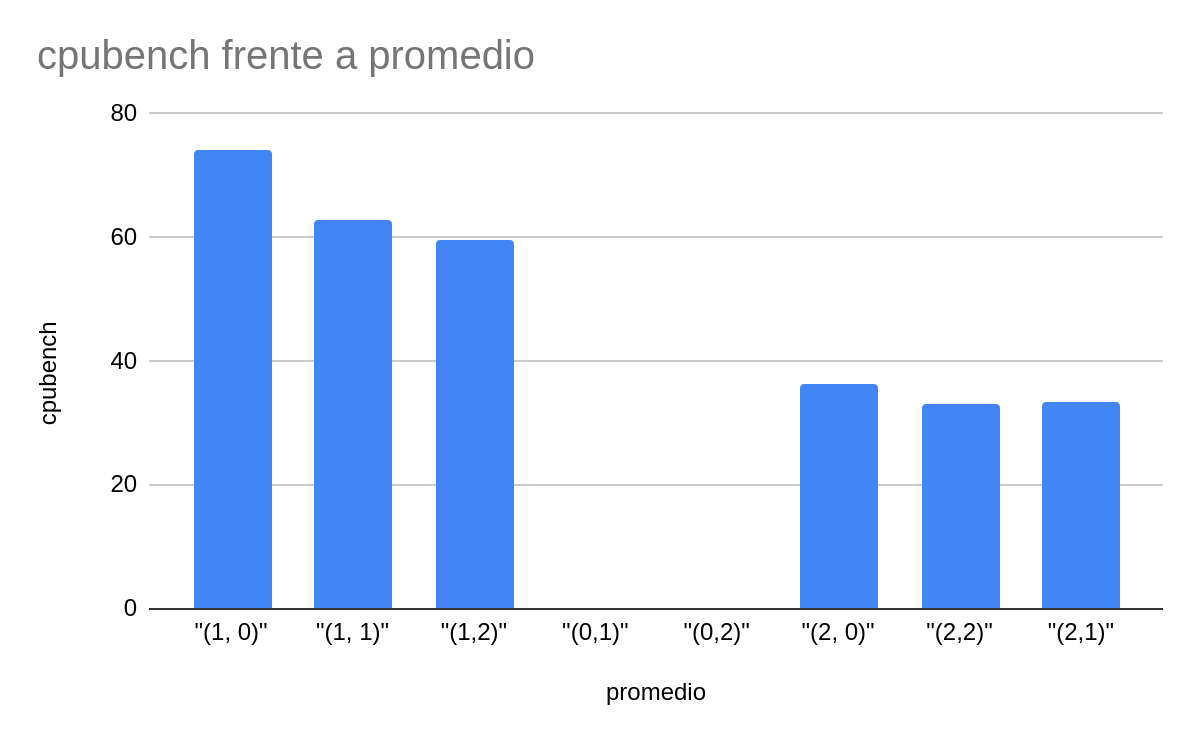 cpubench frente a promedio
80
60
40
20
0
cpubench
"(1, 0)" "(1, 1)" "(1,2)" "(0,1)" "(0,2)" "(2, 0)" "(2,2)" "(2,1)"
promedio